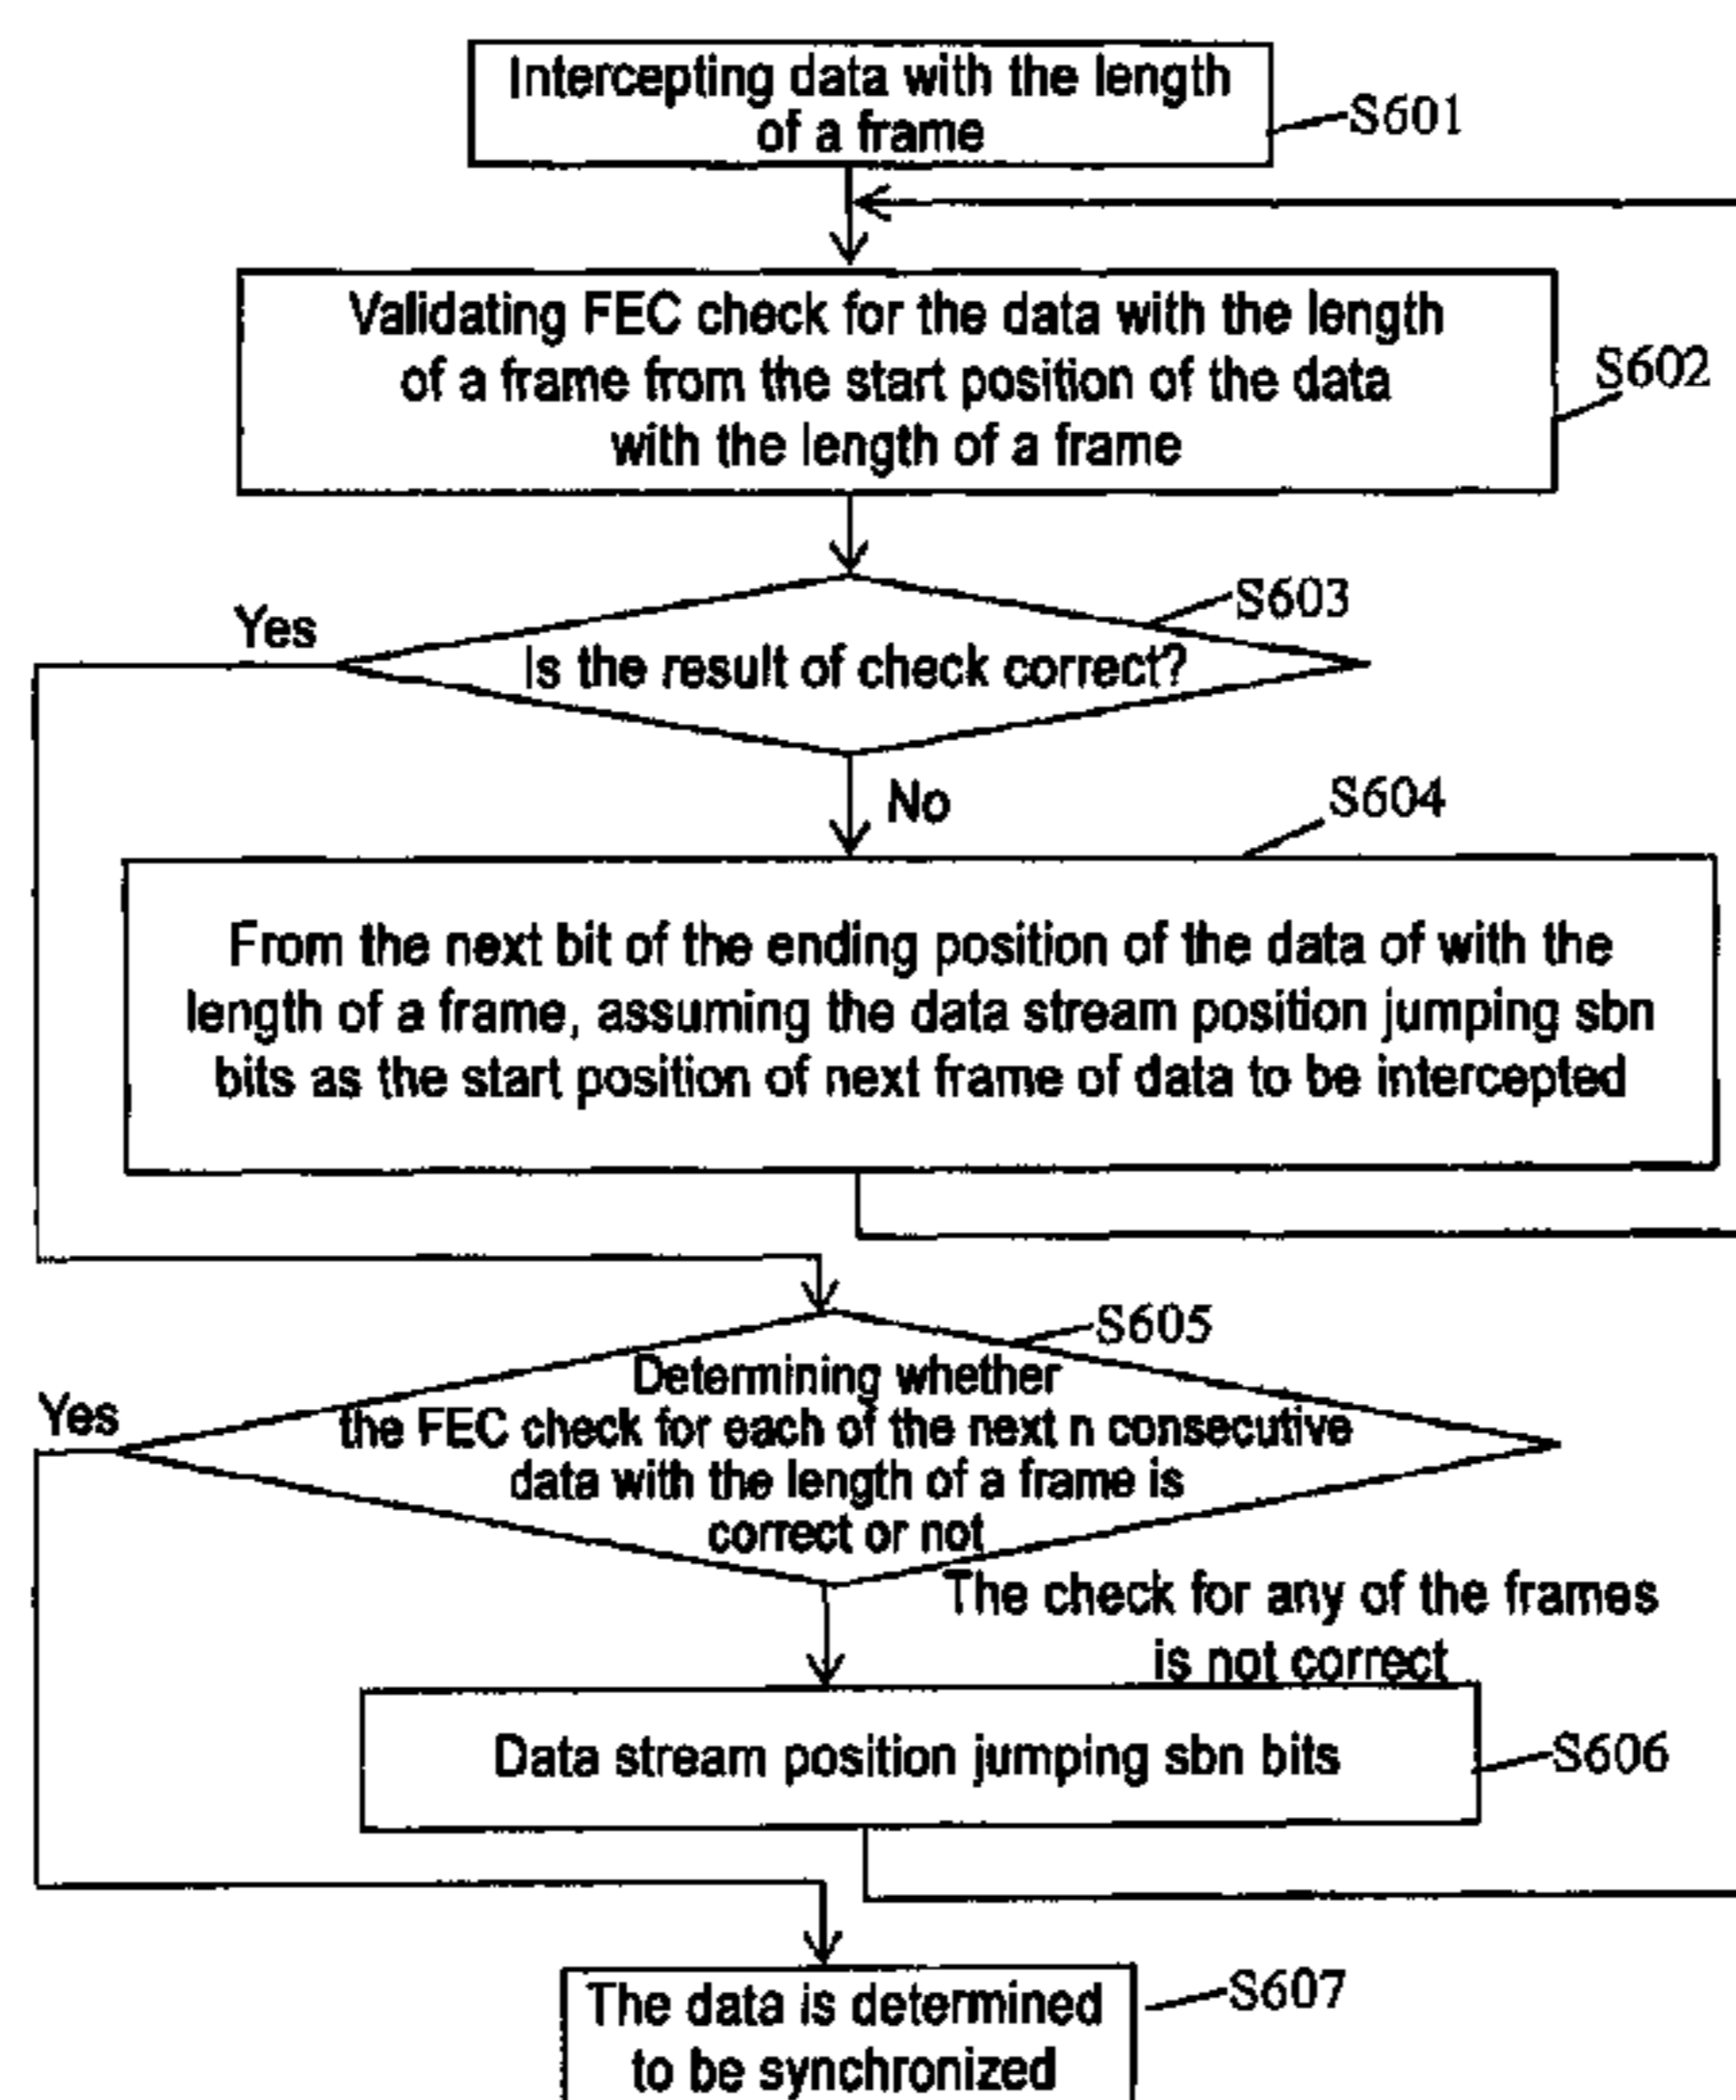 Intercepting data with the length
of a frame
S601
Validating FEC check for the data with the length
of a frame from the start position of the data
with the length of a frame
S602
S603
Yes
Is the result of check correct?
No
S604
From the next bit of the ending position of the data of with the
length of a frame, assuming the data stream position jumping sbn
bits as the start position of next frame of data to be intercepted
S605
Determining whether
Yes
the FEC check for each of the next n consecutive
data with the length of a frame is
correct or not
The check for any of the frames
is not correct
Data stream position jumping sbn bits
S606
The data is determined
to be synchronized
S607